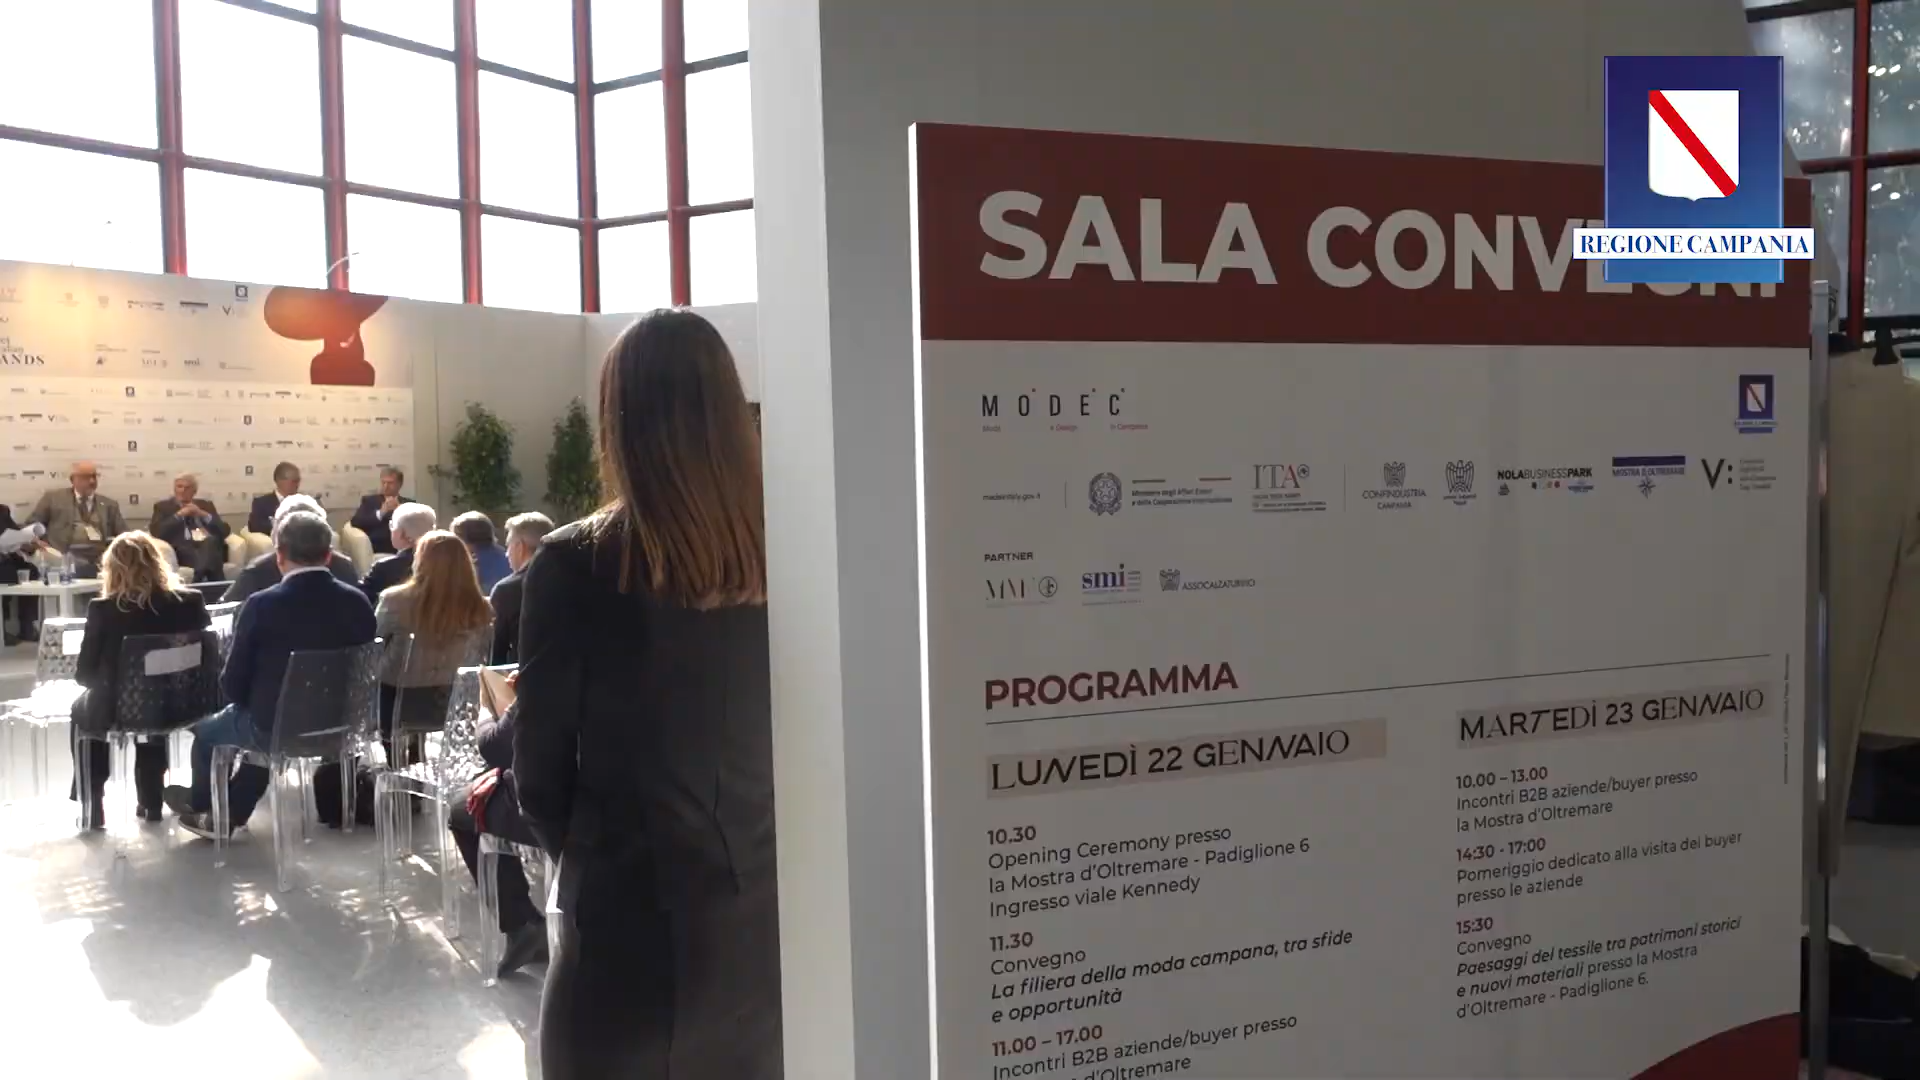 REGIONE CAMPANIA
SALA CONVEGNI
MODEC
PARTNER
ITA
CONFINDUSTRIA
CAMPANIA
NOLABUSINESSPARK
MOSTRA D'OLTREMARE
V:
smi
ASSOCALZATURIFICI
PROGRAMMA
LUNEDÌ 22 GENNAIO
10.30
Opening Ceremony presso
la Mostra d'Oltremare - Padiglione 6
Ingresso viale Kennedy
11.30
Convegno
La filiera della moda campana, tra sfide
e opportunità
11.00 – 17.00
Incontri B2B aziende/buyer presso
d'Oltremare
MARTEDÌ 23 GENNAIO
10.00 – 13.00
Incontri B2B aziende/buyer presso
la Mostra d'Oltremare
14:30 - 17:00
Pomeriggio dedicato alla visita dei buyer
presso le aziende
15:30
Convegno
Paesaggi del tessile tra patrimoni storici
e nuovi materiali presso la Mostra
d'Oltremare - Padiglione 6.